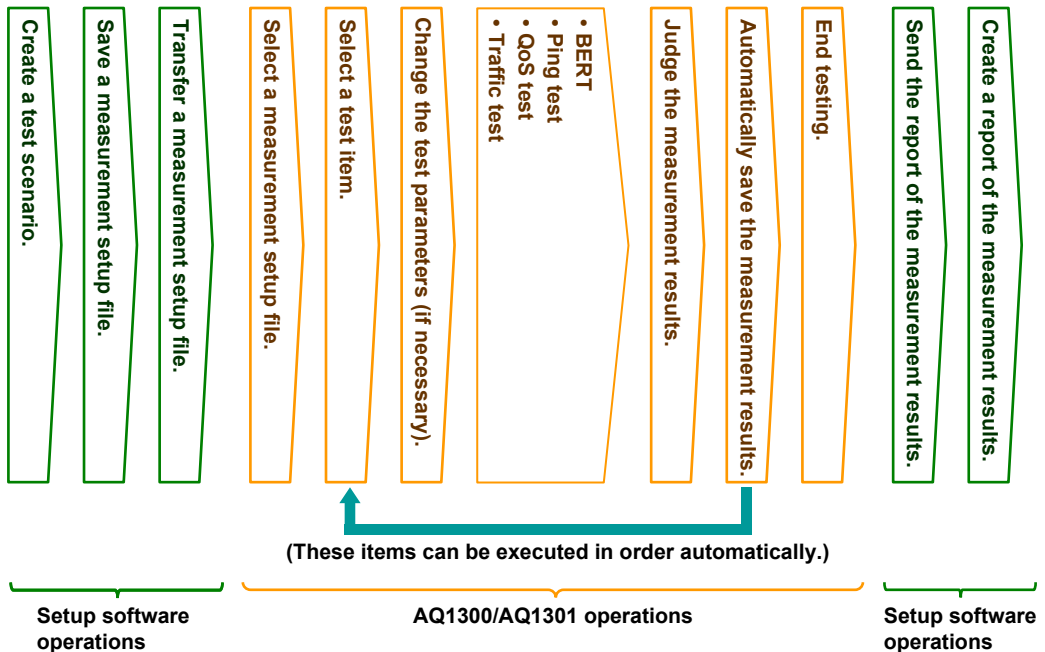 Create a test scenario.
Save a measurement setup file.
Transfer a measurement setup file.
Select a measurement setup file.
Select a test item.
Change the test parameters (if necessary).
• BERT
• Ping test
• QoS test
• Traffic test
Judge the measurement results.
Automatically save the measurement results.
End testing.
Send the report of the measurement results.
Create a report of the measurement results.
(These items can be executed in order automatically.)
Setup software
operations
AQ1300/AQ1301 operations
Setup software
operations